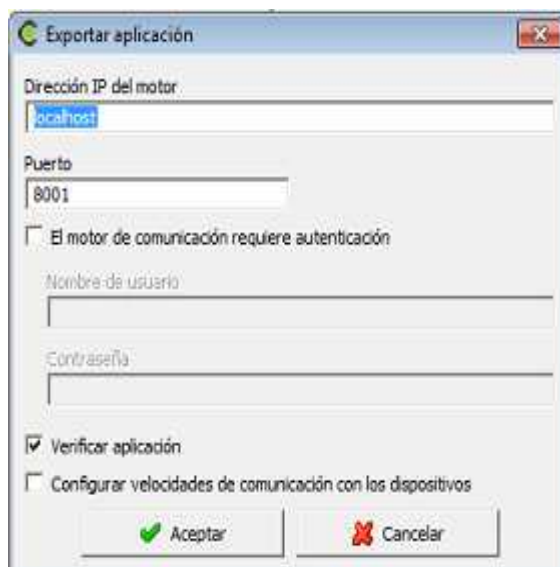 Exportar aplicación
Dirección IP del motor
localhost
Puerto
8001
El motor de comunicación requiere autenticación
Nombre de usuario
Contraseña
Verificar aplicación
Configurar velocidades de comunicación con los dispositivos
Aceptar
Cancelar